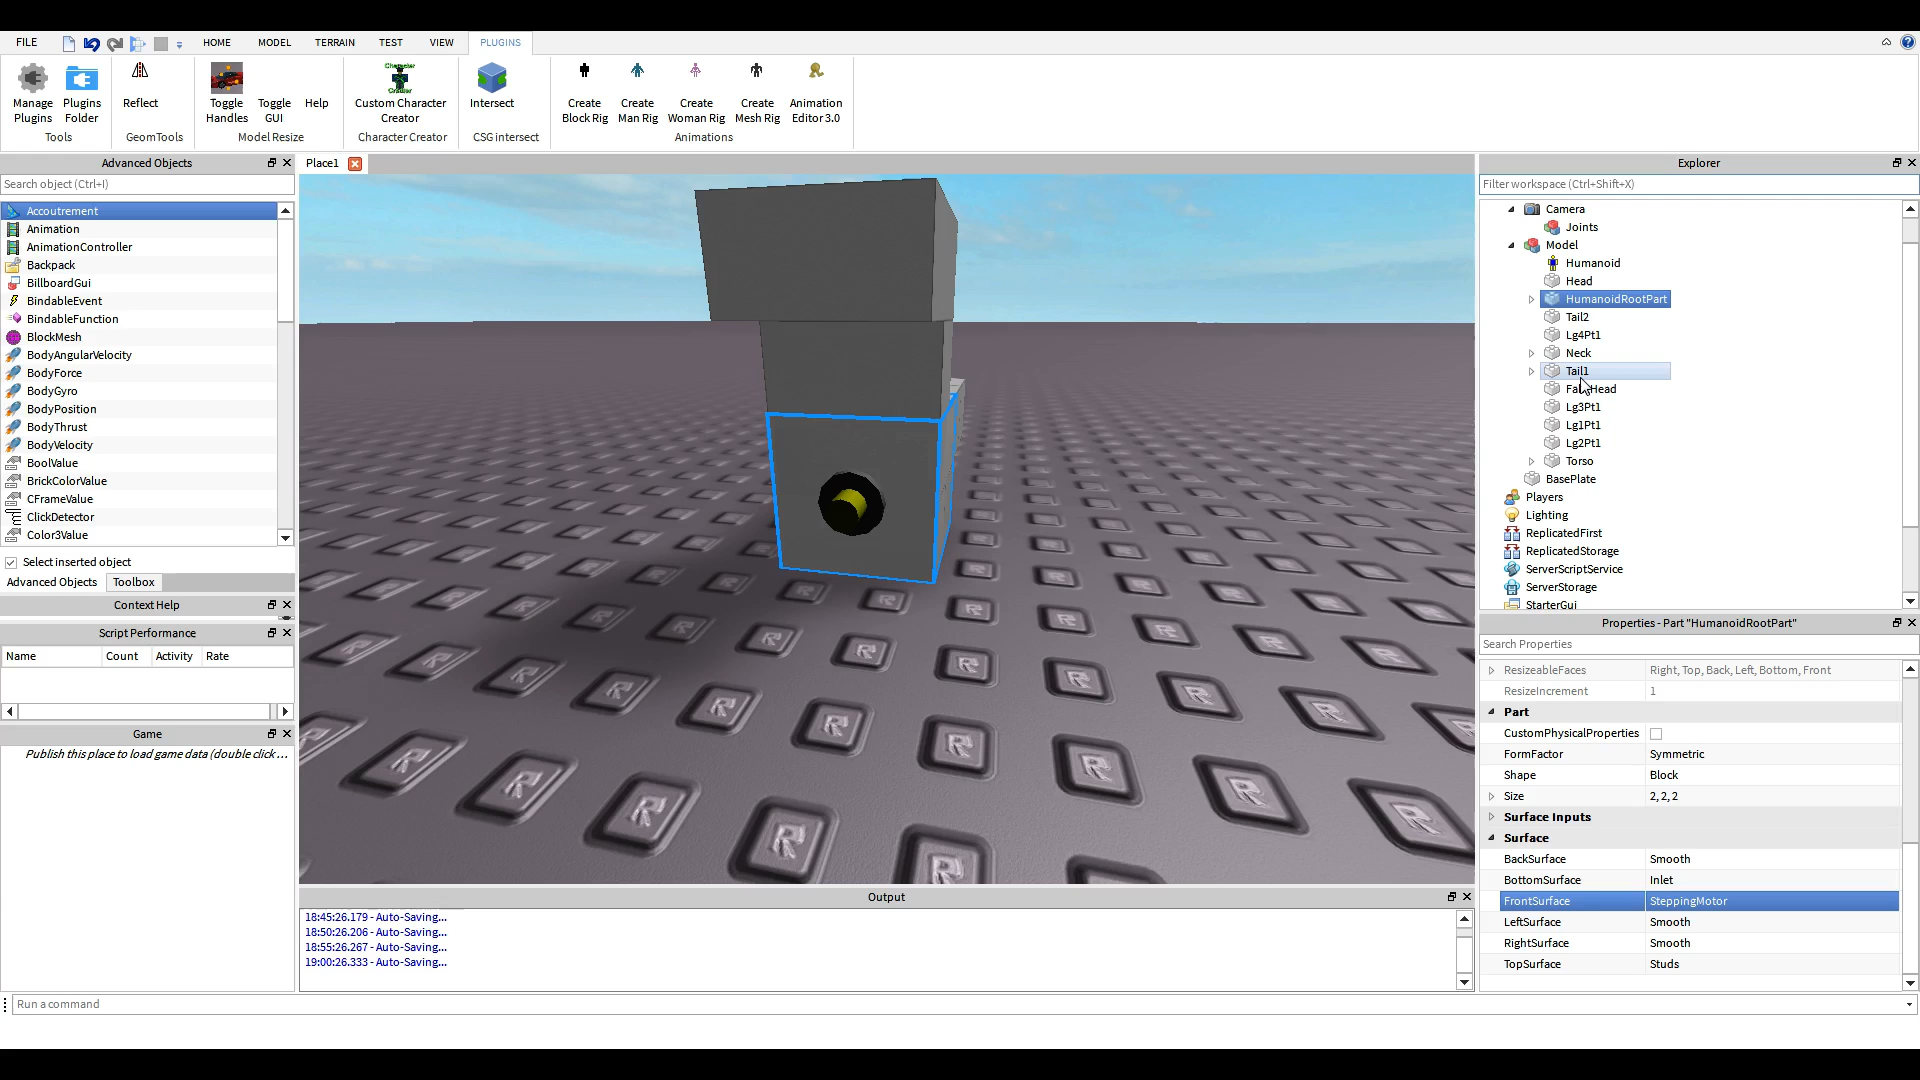 FILE HOME MODEL TERRAIN TEST VIEW PLUGINS
Manage Plugins
Plugins Folder
Reflect
Toggle Handles
Toggle GUI
Help
Custom Character Creator
Intersect
Create Block Rig
Create Man Rig
Create Woman Rig
Create Mesh Rig
Animation Editor 3.0
Tools GeomTools Model Resize Character Creator CSG intersect Animations
Advanced Objects
Search object (Ctrl+I)
Accoutrement
Animation
AnimationController
Backpack
BillboardGui
BindableEvent
BindableFunction
BlockMesh
BodyAngularVelocity
BodyForce
BodyGyro
BodyPosition
BodyThrust
BodyVelocity
BoolValue
BrickColorValue
CFrameValue
ClickDetector
Color3Value
Select inserted object
Advanced Objects Toolbox
Context Help
Script Performance
Name Count Activity Rate
Game
Publish this place to load game data (double click ...
Place1
Output
18:45:26.179 - Auto-Saving...
18:50:26.206 - Auto-Saving...
18:55:26.267 - Auto-Saving...
19:00:26.333 - Auto-Saving...
Run a command
Explorer
Filter workspace (Ctrl+Shift+X)
Camera
Joints
Model
Humanoid
Head
HumanoidRootPart
Tail2
Lg4Pt1
Neck
Tail1
Head
Lg3Pt1
Lg1Pt1
Lg2Pt1
Torso
BasePlate
Players
Lighting
ReplicatedFirst
ReplicatedStorage
ServerScriptService
ServerStorage
StarterGui
Properties - Part "HumanoidRootPart"
Search Properties
ResizeableFaces Right, Top, Back, Left, Bottom, Front
ResizeIncrement 1
Part
CustomPhysicalProperties
FormFactor Symmetric
Shape Block
Size 2, 2, 2
Surface Inputs
Surface
BackSurface Smooth
BottomSurface Inlet
FrontSurface SteppingMotor
LeftSurface Smooth
RightSurface Smooth
TopSurface Studs